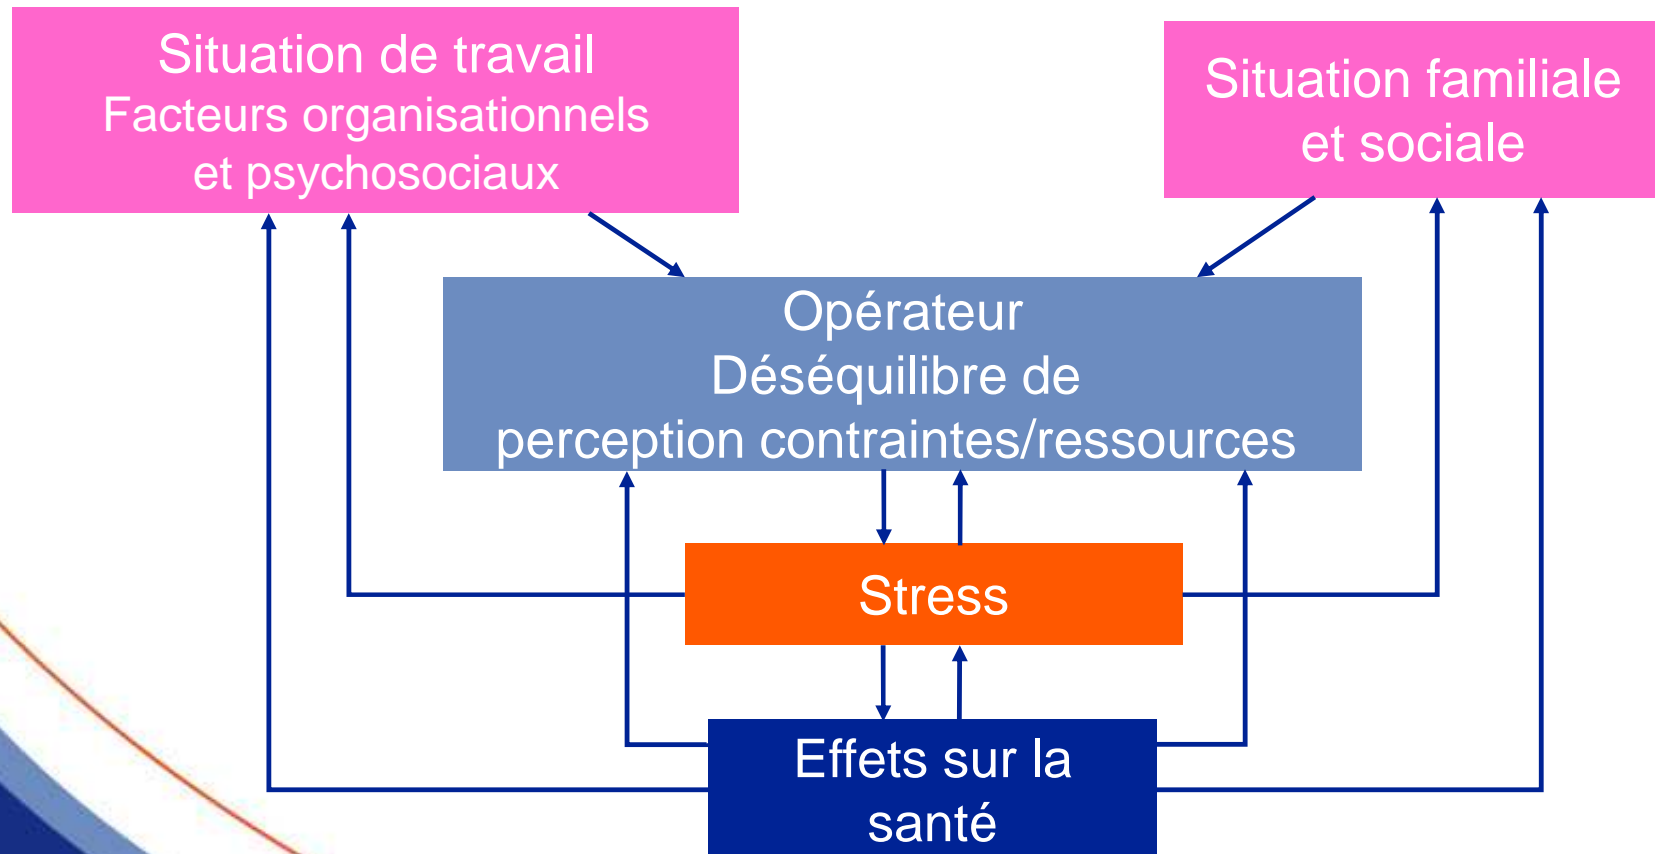 Situation de travail
Facteurs organisationnels
et psychosociaux
Situation familiale
et sociale
Opérateur
Déséquilibre de
perception contraintes/ressources
Stress
Effets sur la
santé